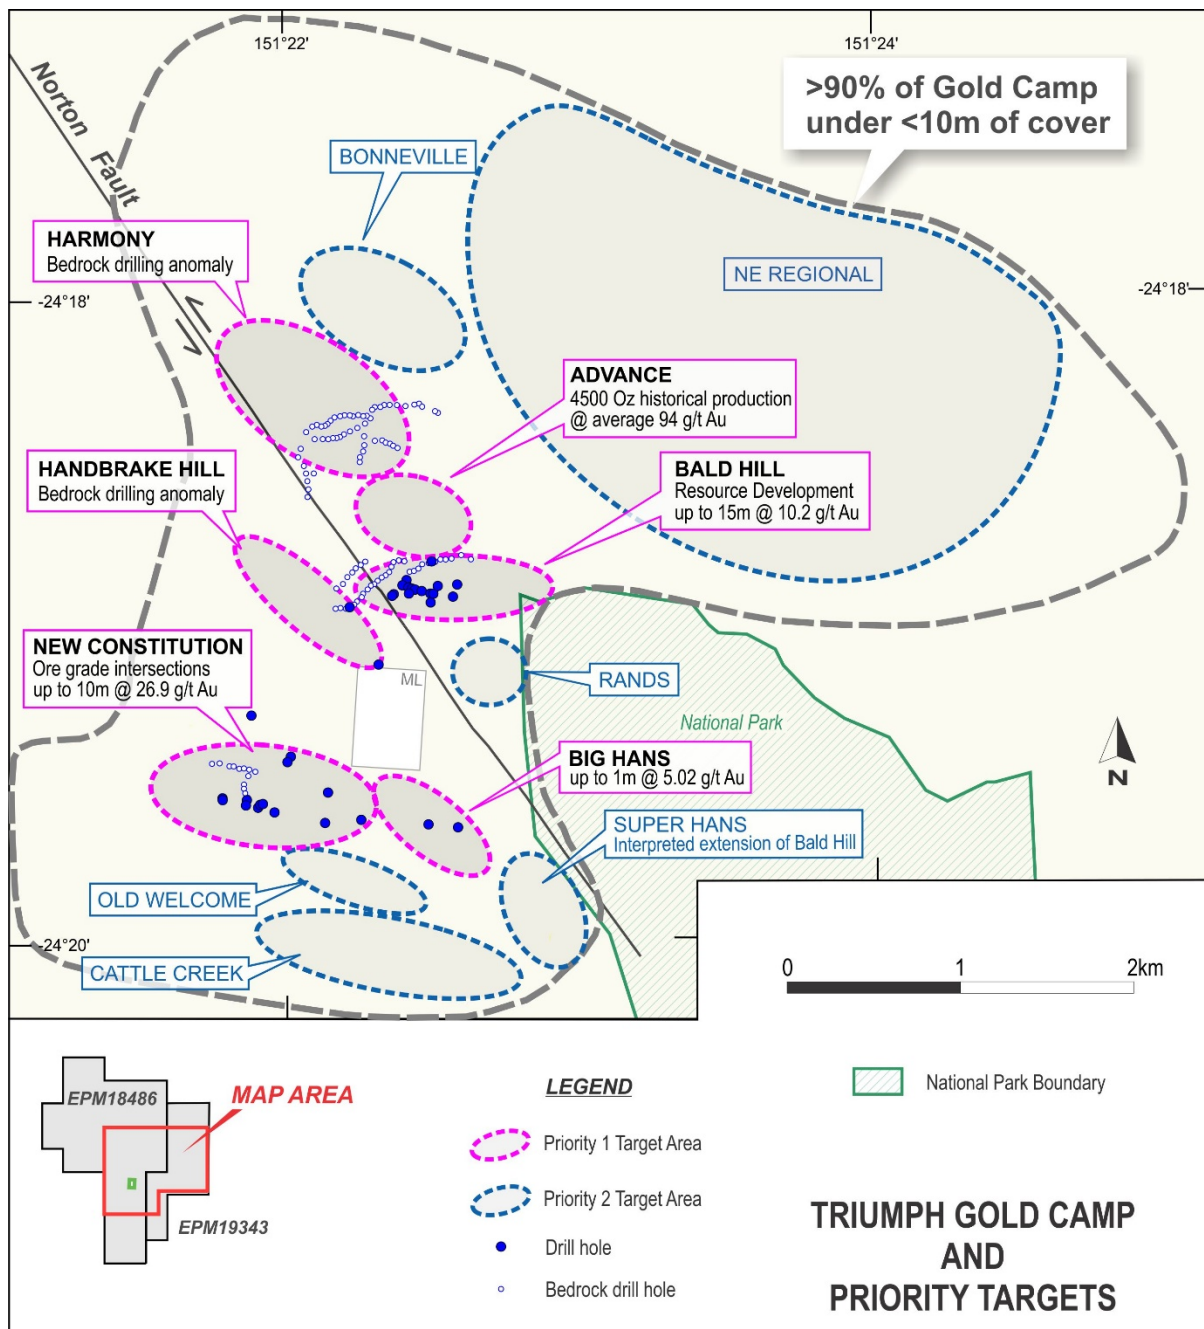 151°22'
151°24'
>90% of Gold Camp
under <10m of cover
Norton Fault
BONNEVILLE
HARMONY
Bedrock drilling anomaly
NE REGIONAL
-24°18'
-24°18'
ADVANCE
4500 Oz historical production
@ average 94 g/t Au
HANDBRAKE HILL
Bedrock drilling anomaly
BALD HILL
Resource Development
up to 15m @ 10.2 g/t Au
NEW CONSTITUTION
Ore grade intersections
up to 10m @ 26.9 g/t Au
ML
RANDS
National Park
N
BIG HANS
up to 1m @ 5.02 g/t Au
SUPER HANS
Interpreted extension of Bald Hill
OLD WELCOME
-24°20'
CATTLE CREEK
0 1 2km
EPM18486
MAP AREA
EPM19343
LEGEND
Priority 1 Target Area
Priority 2 Target Area
Drill hole
Bedrock drill hole
National Park Boundary
TRIUMPH GOLD CAMP
AND
PRIORITY TARGETS